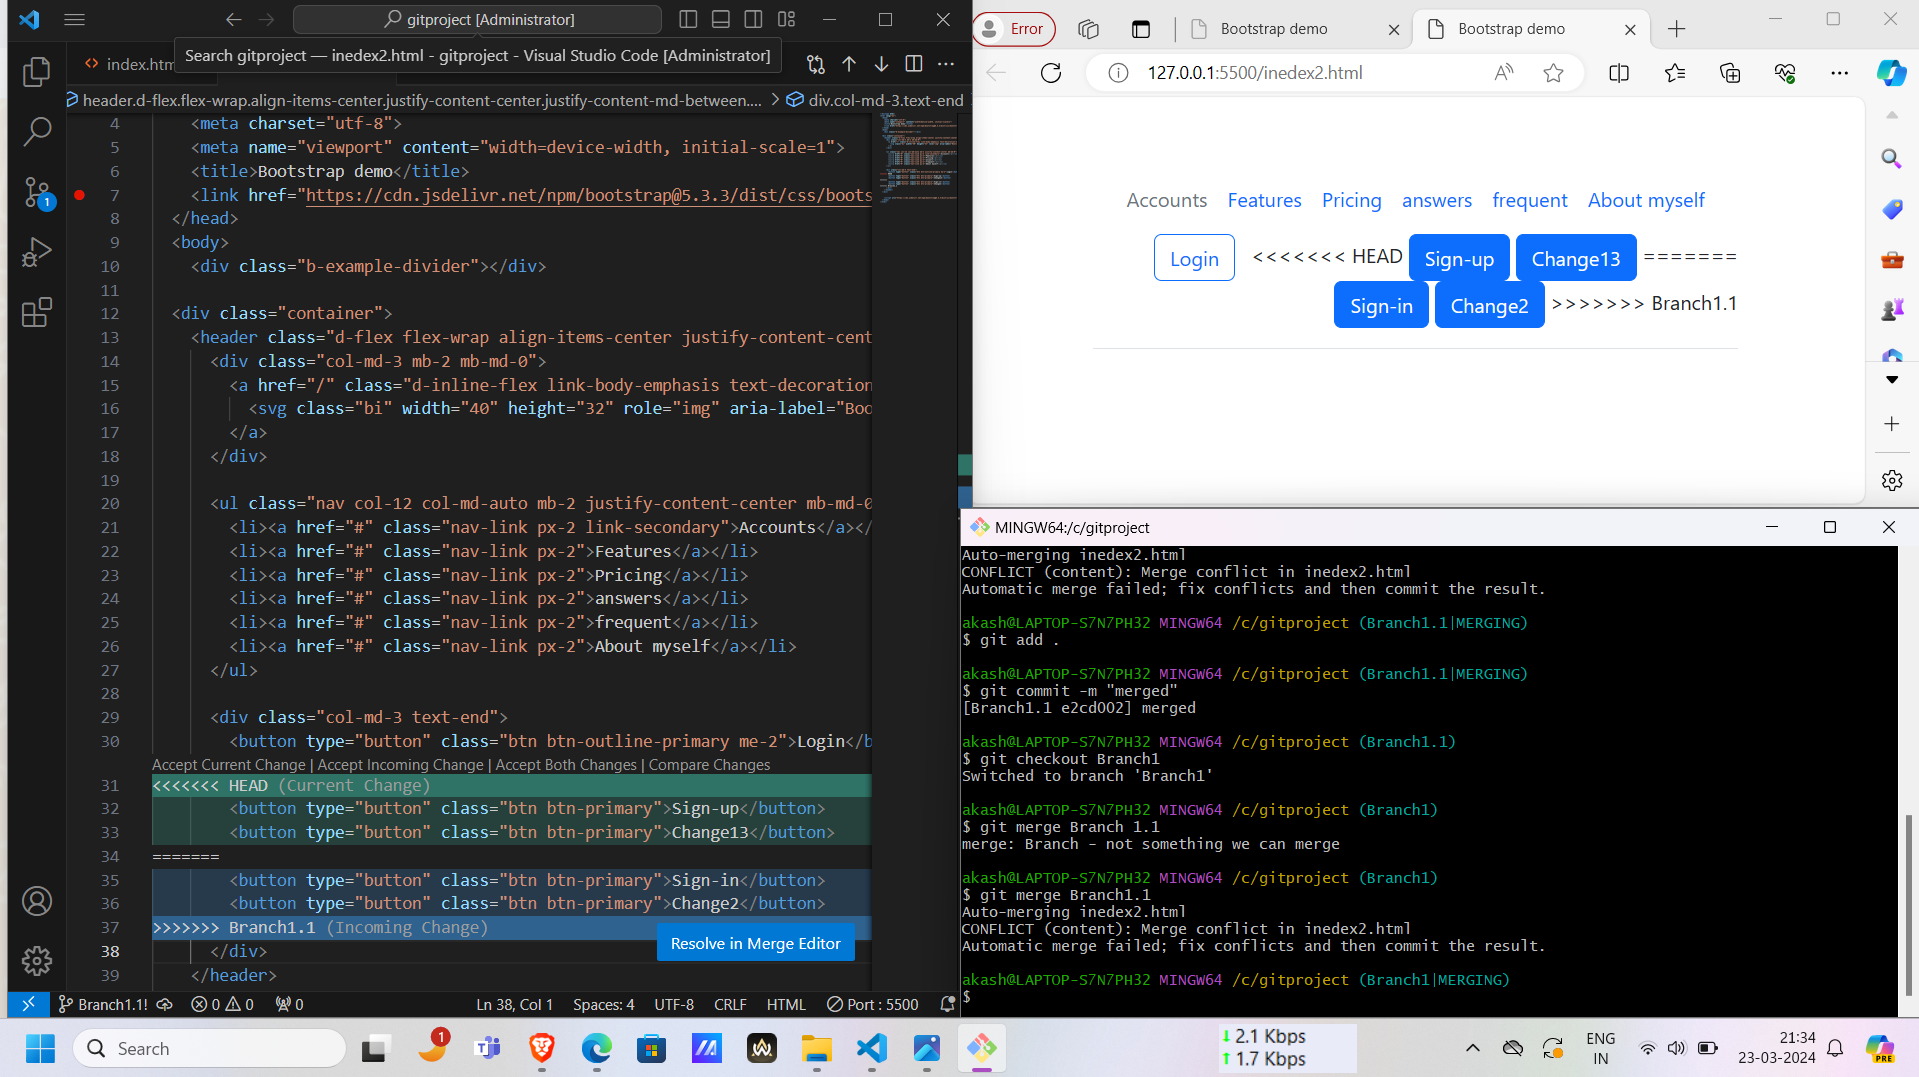 gitproject [Administrator]
index.htm
Search gitproject — inedex2.html - gitproject - Visual Studio Code [Administrator]
header.d-flex.flex-wrap.align-items-center.justify-content-center.justify-content-md-between.... > div.col-md-3.text-end
4 <meta charset="utf-8">
5 <meta name="viewport" content="width=device-width, initial-scale=1">
6 <title>Bootstrap demo</title>
7 <link href="https://cdn.jsdelivr.net/npm/bootstrap@5.3.3/dist/css/boots
8 </head>
9 <body>
10 <div class="b-example-divider"></div>
11
12 <div class="container">
13 <header class="d-flex flex-wrap align-items-center justify-content-cent
14 <div class="col-md-3 mb-2 mb-md-0">
15 <a href="/" class="d-inline-flex link-body-emphasis text-decoration
16 <svg class="bi" width="40" height="32" role="img" aria-label="Boo
17 </a>
18 </div>
19
20 <ul class="nav col-12 col-md-auto mb-2 justify-content-center mb-md-0
21 <li><a href="#" class="nav-link px-2 link-secondary">Accounts</a></
22 <li><a href="#" class="nav-link px-2">Features</a></li>
23 <li><a href="#" class="nav-link px-2">Pricing</a></li>
24 <li><a href="#" class="nav-link px-2">answers</a></li>
25 <li><a href="#" class="nav-link px-2">frequent</a></li>
26 <li><a href="#" class="nav-link px-2">About myself</a></li>
27 </ul>
28
29 <div class="col-md-3 text-end">
30 <button type="button" class="btn btn-outline-primary me-2">Login</b
Accept Current Change | Accept Incoming Change | Accept Both Changes | Compare Changes
31 <<<<<<< HEAD (Current Change)
32 <button type="button" class="btn btn-primary">Sign-up</button>
33 <button type="button" class="btn btn-primary">Change13</button>
34 =======
35 <button type="button" class="btn btn-primary">Sign-in</button>
36 <button type="button" class="btn btn-primary">Change2</button>
37 >>>>>>> Branch1.1 (Incoming Change)
Resolve in Merge Editor
38 </div>
39 </header>
1
Branch1.1! 0 0 0 Ln 38, Col 1 Spaces: 4 UTF-8 CRLF HTML Port : 5500
Error Bootstrap demo Bootstrap demo
127.0.0.1:5500/inedex2.html
Accounts Features Pricing answers frequent About myself
Login <<<<<<< HEAD Sign-up Change13 =======
Sign-in Change2 >>>>>>> Branch1.1
MINGW64:/c/gitproject
Auto-merging inedex2.html
CONFLICT (content): Merge conflict in inedex2.html
Automatic merge failed; fix conflicts and then commit the result.
akash@LAPTOP-S7N7PH32 MINGW64 /c/gitproject (Branch1.1|MERGING)
$ git add .
akash@LAPTOP-S7N7PH32 MINGW64 /c/gitproject (Branch1.1|MERGING)
$ git commit -m "merged"
[Branch1.1 e2cd002] merged
akash@LAPTOP-S7N7PH32 MINGW64 /c/gitproject (Branch1.1)
$ git checkout Branch1
Switched to branch 'Branch1'
akash@LAPTOP-S7N7PH32 MINGW64 /c/gitproject (Branch1)
$ git merge Branch 1.1
merge: Branch - not something we can merge
akash@LAPTOP-S7N7PH32 MINGW64 /c/gitproject (Branch1)
$ git merge Branch1.1
Auto-merging inedex2.html
CONFLICT (content): Merge conflict in inedex2.html
Automatic merge failed; fix conflicts and then commit the result.
akash@LAPTOP-S7N7PH32 MINGW64 /c/gitproject (Branch1|MERGING)
$
Search
1
2.1 Kbps
1.7 Kbps
ENG
IN
21:34
23-03-2024
PRE